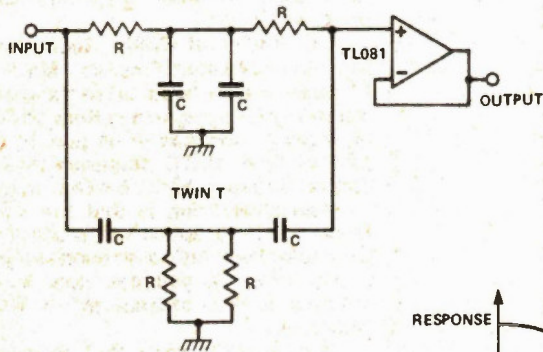 R
R
INPUT
+
TL081
-
C
C
OUTPUT
TWIN T
C
C
R
R
RESPONSE